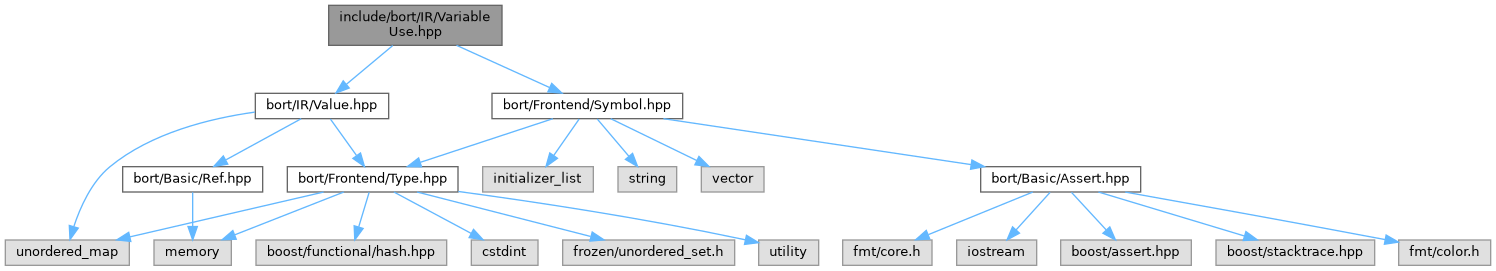 include/bort/IR/Variable
Use.hpp
bort/IR/Value.hpp
bort/Frontend/Symbol.hpp
bort/Basic/Ref.hpp
bort/Frontend/Type.hpp
initializer_list
string
vector
bort/Basic/Assert.hpp
unordered_map
memory
boost/functional/hash.hpp
cstdint
frozen/unordered_set.h
utility
fmt/core.h
iostream
boost/assert.hpp
boost/stacktrace.hpp
fmt/color.h